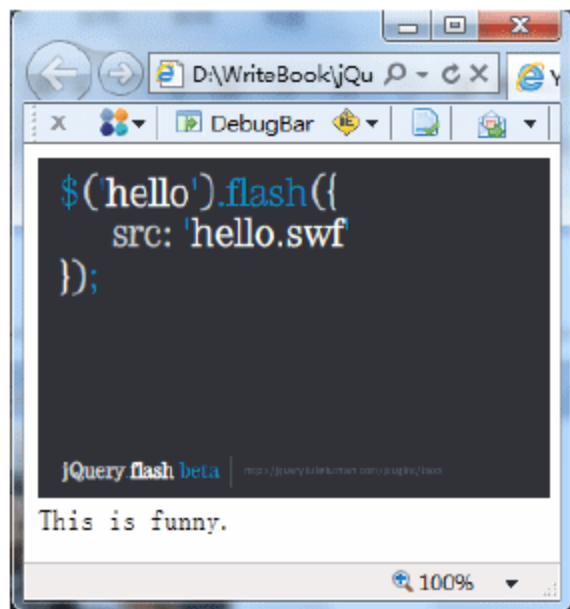 D:\WriteBook\jQu
x DebugBar
$('hello').flash({
src: 'hello.swf'
});
jQuery.flash beta
This is funny.
100%